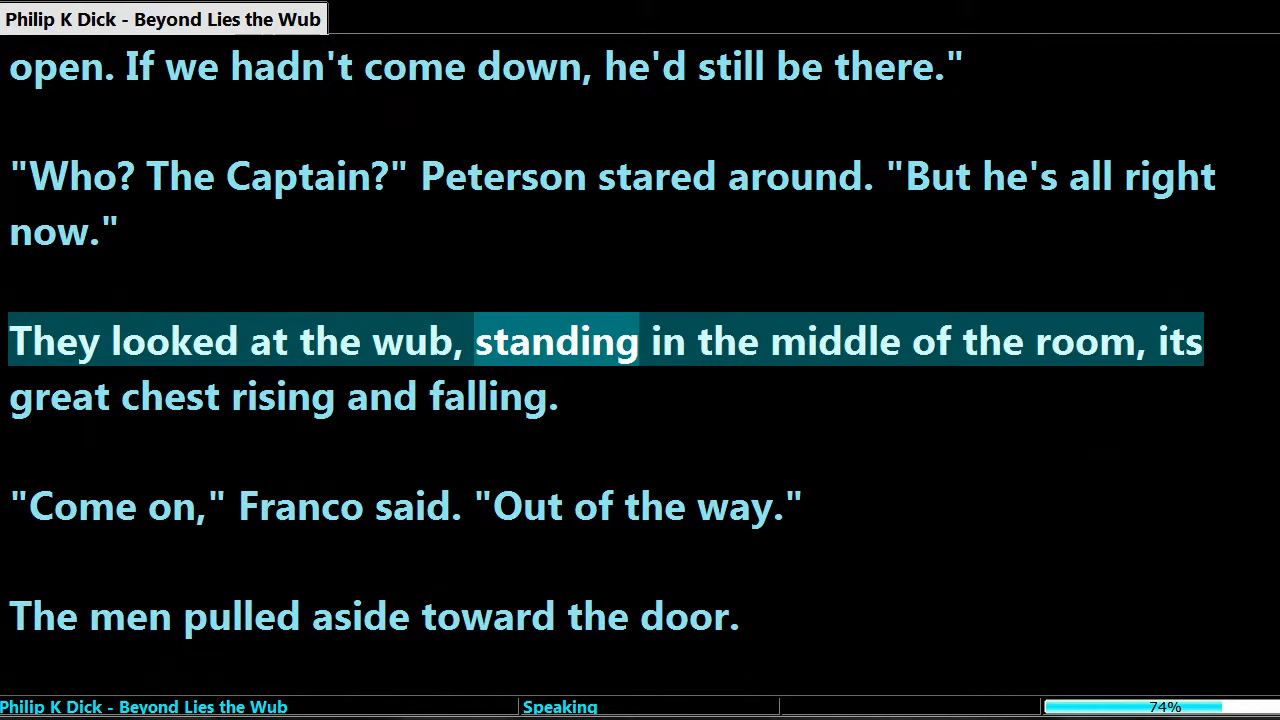 Philip K Dick - Beyond Lies the Wub
open. If we hadn't come down, he'd still be there."
"Who? The Captain?" Peterson stared around. "But he's all right
now."
They looked at the wub, standing in the middle of the room, its
great chest rising and falling.
"Come on," Franco said. "Out of the way."
The men pulled aside toward the door.
Philip K Dick - Beyond Lies the Wub
Speaking
74%